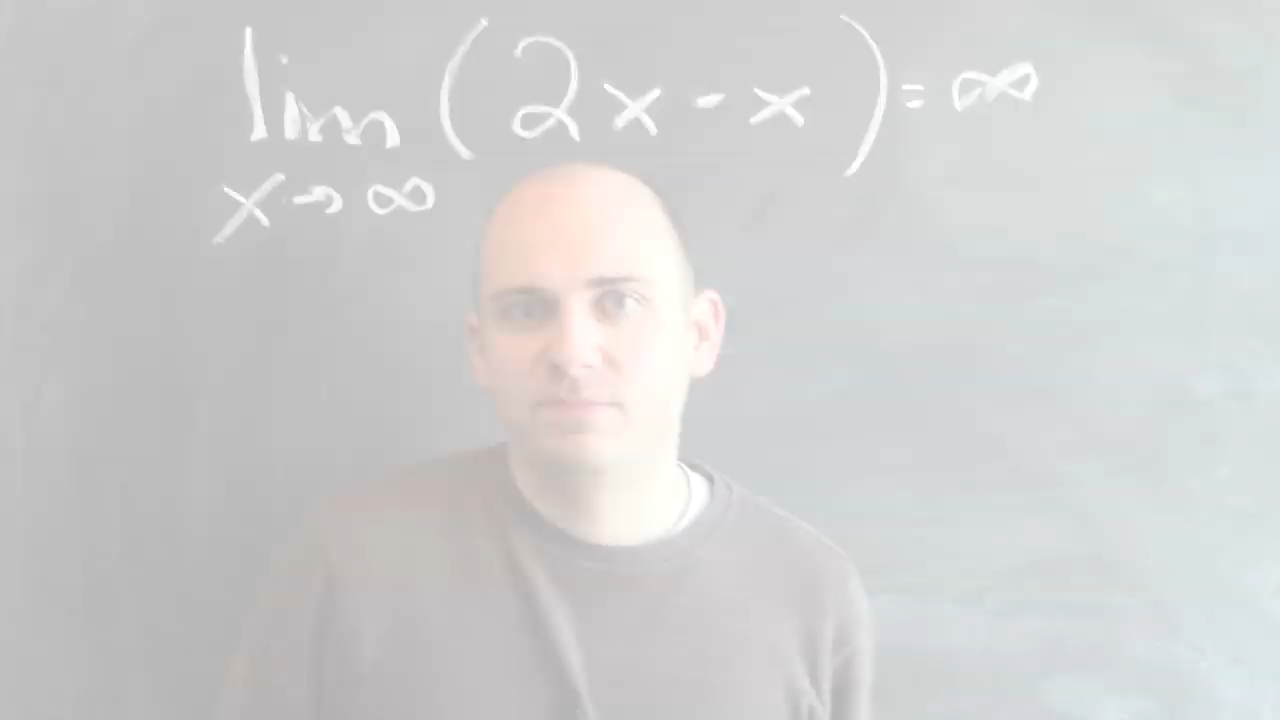 lim (2x - x) = ∞
x → ∞